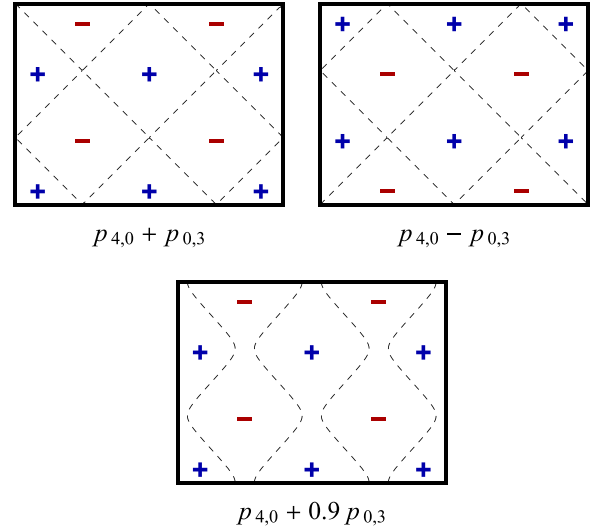 − −
+ + +
− −
+ + +
+ + +
− −
+ + +
− −
p 4,0 + p 0,3
p 4,0 − p 0,3
− −
+ + +
− −
+ + +
p 4,0 + 0.9 p 0,3